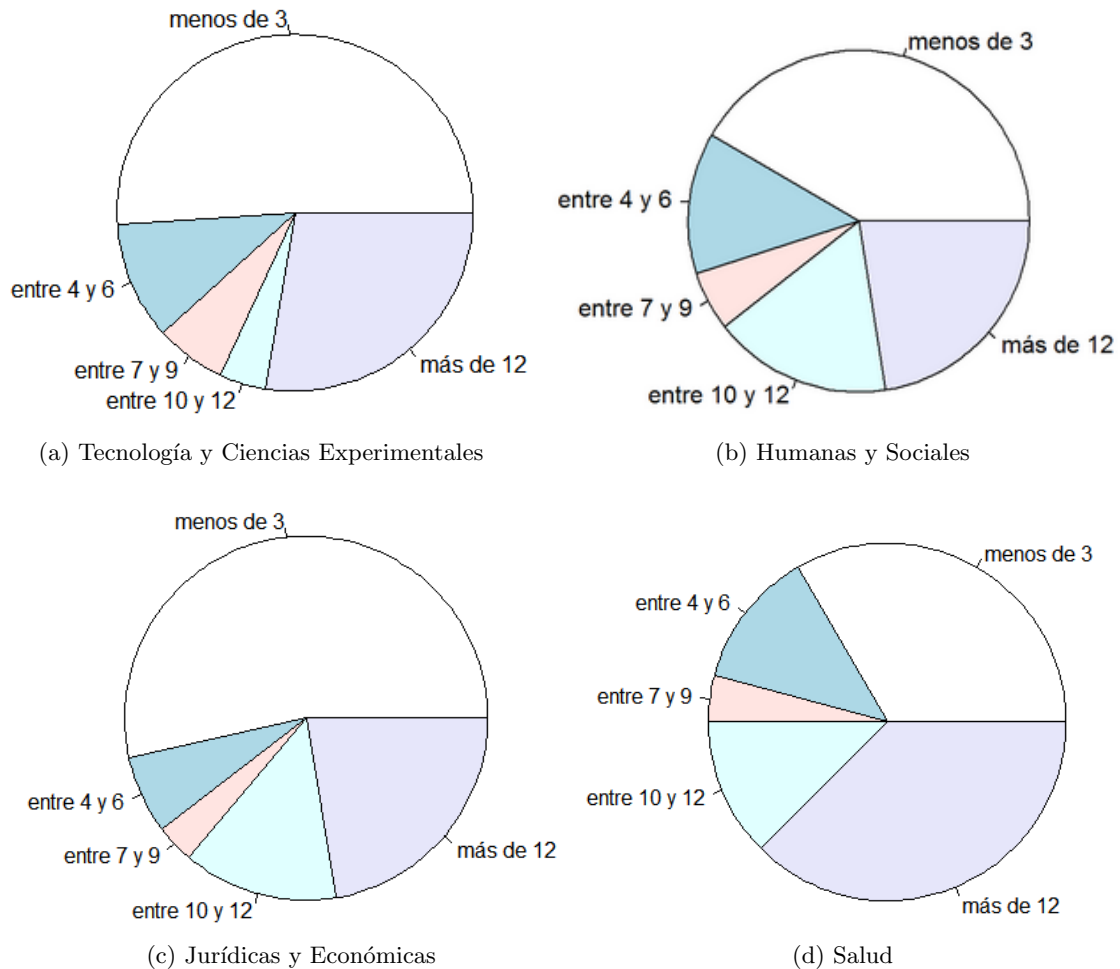 menos de 3
entre 4 y 6
entre 7 y 9
entre 10 y 12
más de 12
(a) Tecnología y Ciencias Experimentales
menos de 3
entre 4 y 6
entre 7 y 9
entre 10 y 12
más de 12
(b) Humanas y Sociales
menos de 3
entre 4 y 6
entre 7 y 9
entre 10 y 12
más de 12
(c) Jurídicas y Económicas
menos de 3
entre 4 y 6
entre 7 y 9
entre 10 y 12
más de 12
(d) Salud